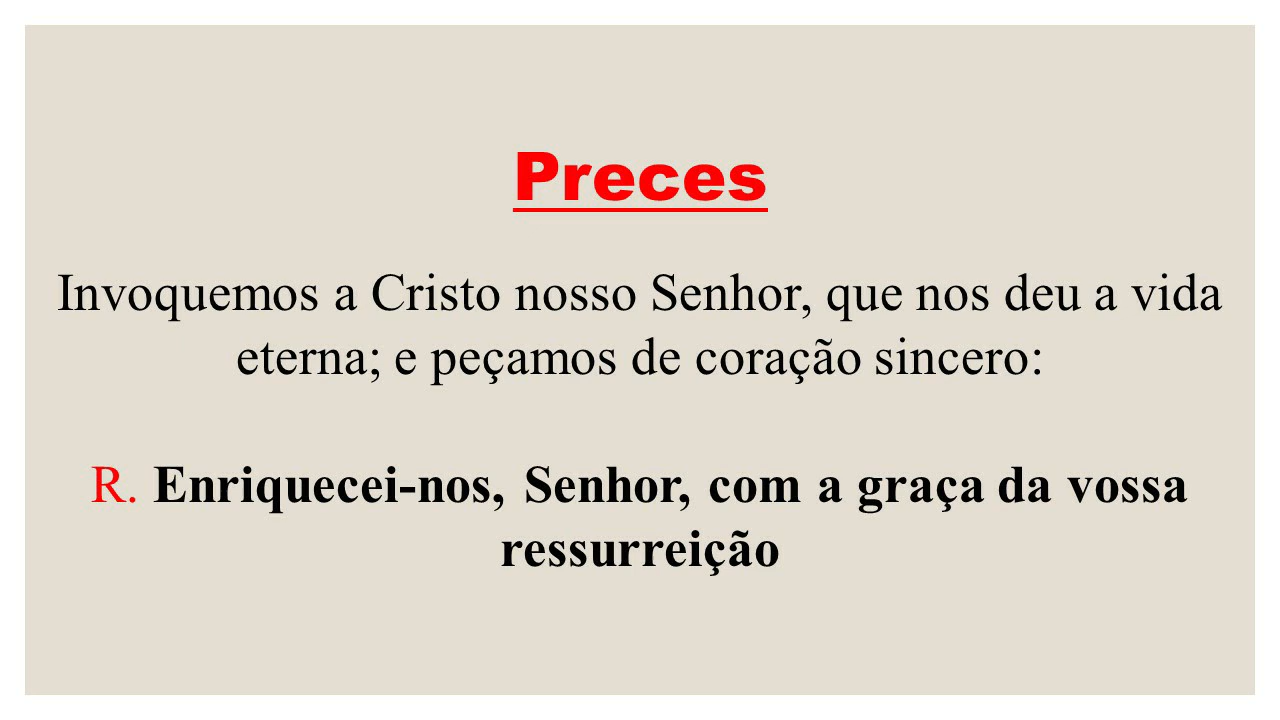 Preces
Invoquemos a Cristo nosso Senhor, que nos deu a vida
eterna; e peçamos de coração sincero:
R. Enriquecei-nos, Senhor, com a graça da vossa
ressurreição